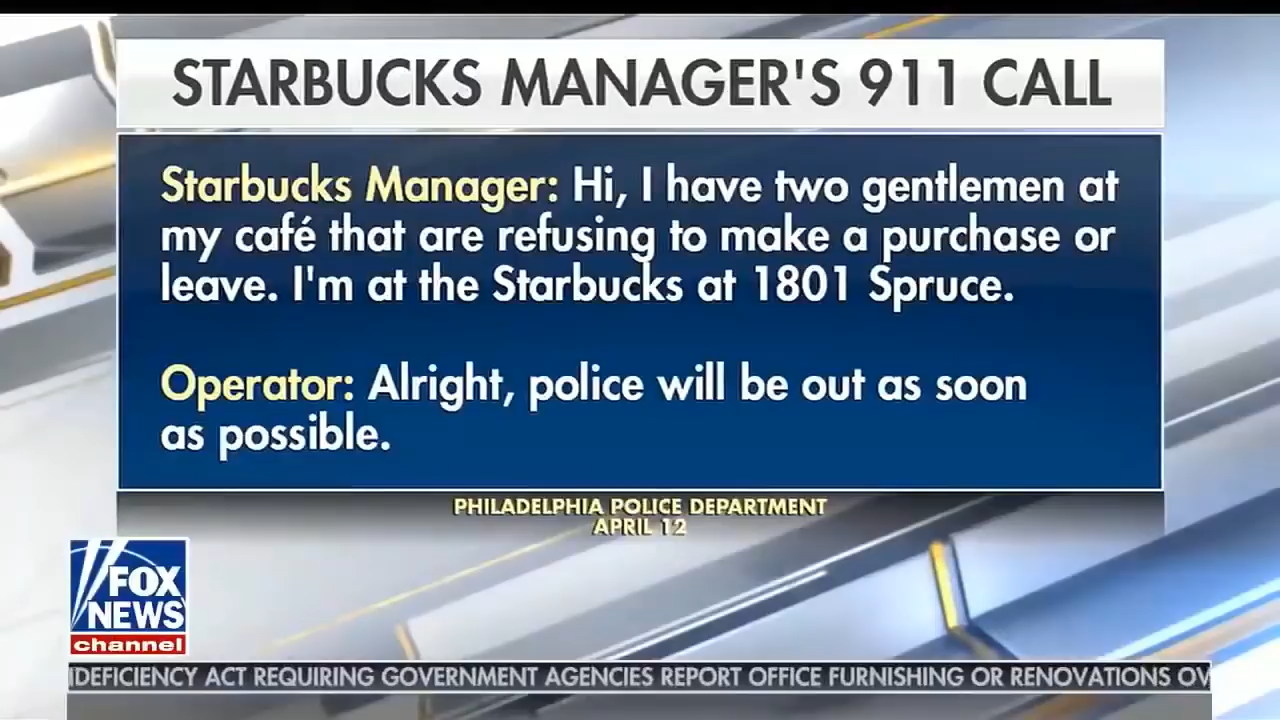 STARBUCKS MANAGER'S 911 CALL
Starbucks Manager: Hi, I have two gentlemen at
my café that are refusing to make a purchase or
leave. I'm at the Starbucks at 1801 Spruce.
Operator: Alright, police will be out as soon
as possible.
PHILADELPHIA POLICE DEPARTMENT
APRIL 12
FOX
NEWS
channel
IDEFICIENCY ACT REQUIRING GOVERNMENT AGENCIES REPORT OFFICE FURNISHING OR RENOVATIONS OV